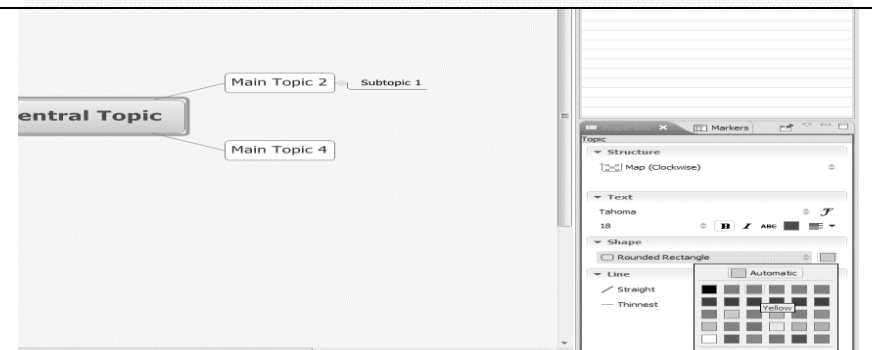 Main Topic 2
Subtopic 1
entral Topic
Main Topic 4
Properties
Markers
Topic
Structure
Map (Clockwise)
Text
Tahoma
18
B I ABC
Shape
Rounded Rectangle
Line
Automatic
Straight
Thinnest
Yellow